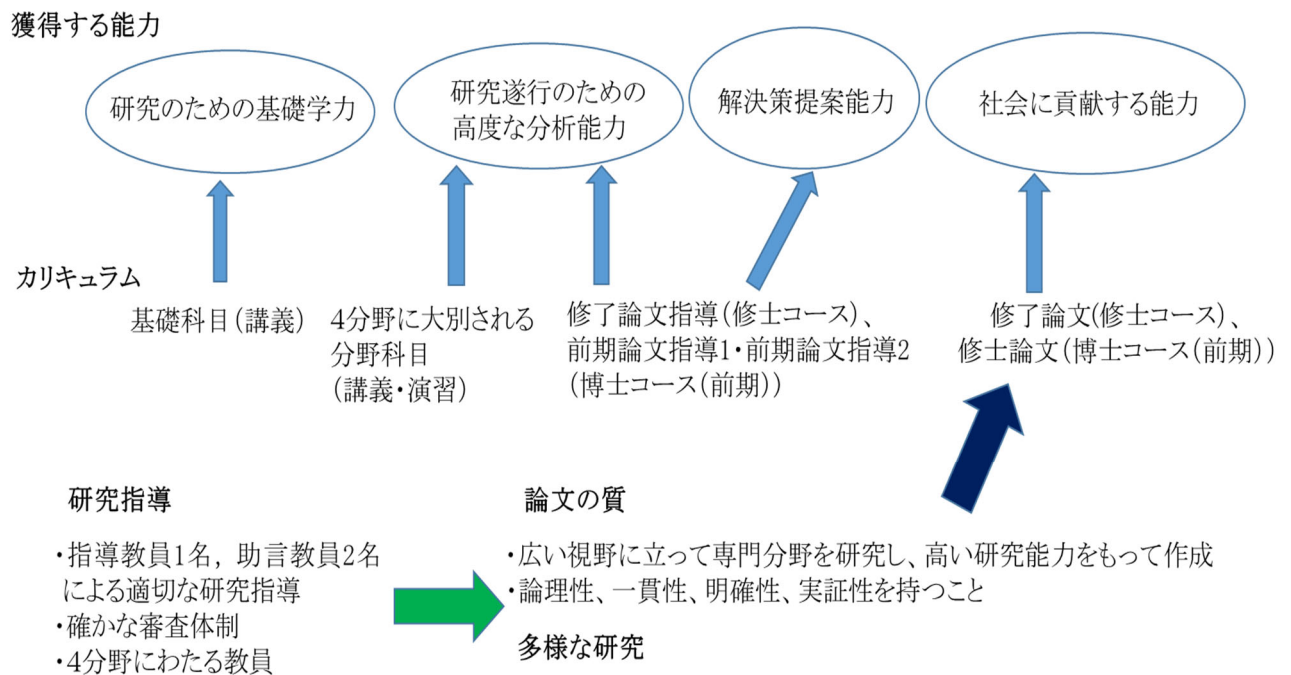 獲得する能力
研究のための基礎学力
研究遂行のための
高度な分析能力
解決策提案能力
社会に貢献する能力
カリキュラム
基礎科目(講義)
4分野に大別される
分野科目
(講義・演習)
修了論文指導(修士コース)、
前期論文指導1・前期論文指導2
(博士コース(前期))
修了論文(修士コース)、
修士論文(博士コース(前期))
研究指導
・指導教員1名, 助言教員2名
による適切な研究指導
・確かな審査体制
・4分野にわたる教員
論文の質
・広い視野に立って専門分野を研究し、高い研究能力をもって作成
・論理性、一貫性、明確性、実証性を持つこと
多様な研究